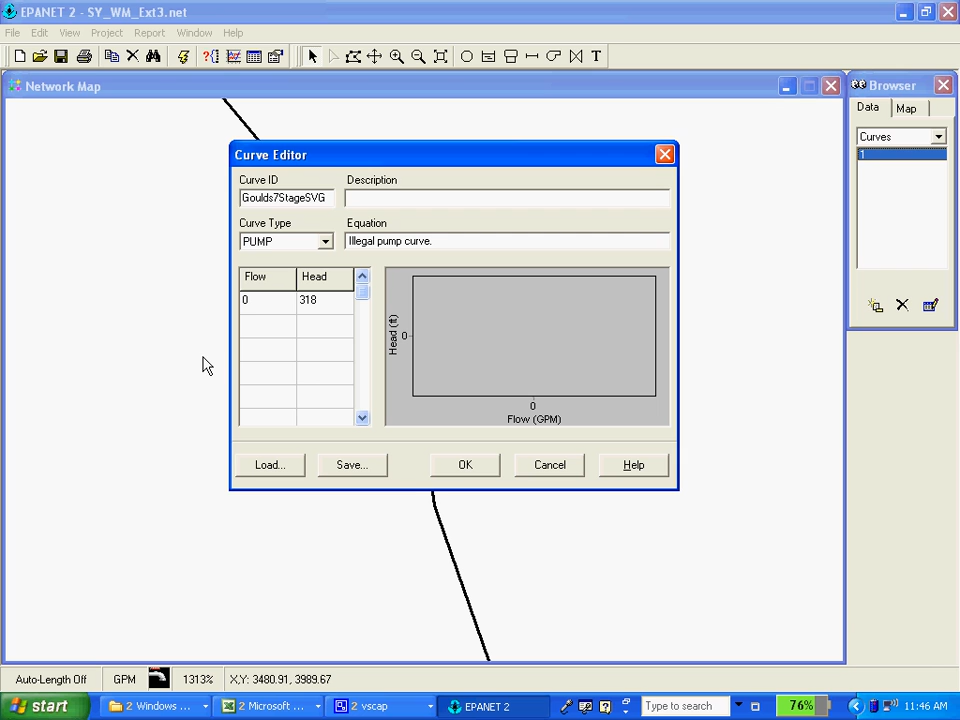 EPANET 2 - SY_WM_Ext3.net
File Edit View Project Report Window Help
T
Network Map
Browser
Data Map
Curves
1
Curve Editor
Curve ID Description
Goulds7StageSVG
Curve Type Equation
PUMP Illegal pump curve.
Flow Head
0 318
Head (ft)
0
0
Flow (GPM)
Load... Save... OK Cancel Help
Auto-Length Off GPM 1313% X,Y: 3480.91, 3989.67
start 2 Windows ... 2 Microsoft ... 2 vscap EPANET 2 Type to search 76% 11:46 AM